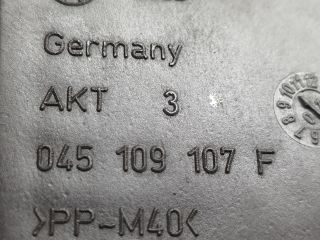 Germany
AKT 3
045 109 107 F
>PP-M40<